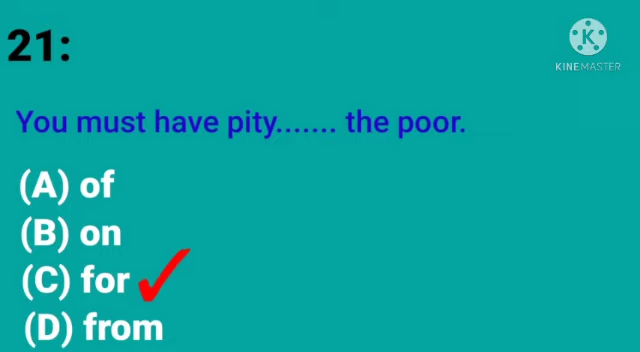 21:
K
KINEMASTER
You must have pity....... the poor.
(A) of
(B) on
(C) for
(D) from